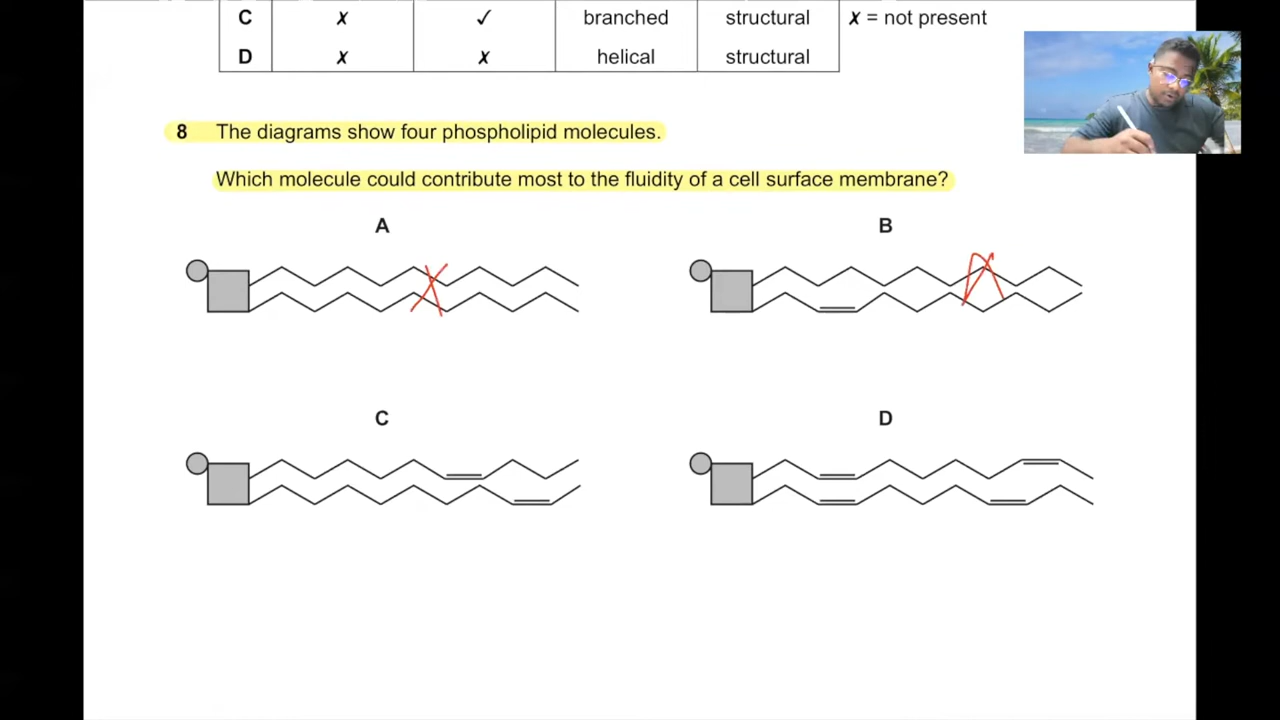 C ✗ ✓ branched structural ✗ = not present
D ✗ ✗ helical structural
8 The diagrams show four phospholipid molecules.
Which molecule could contribute most to the fluidity of a cell surface membrane?
A B
C D